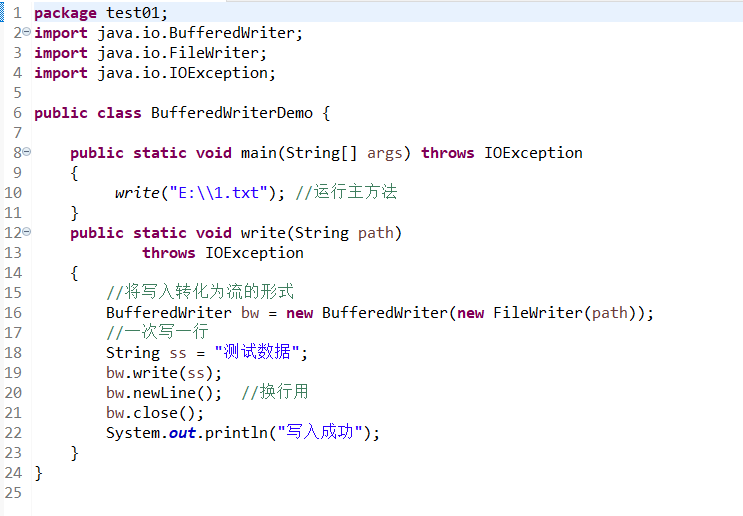 1 package test01;
2 import java.io.BufferedWriter;
3 import java.io.FileWriter;
4 import java.io.IOException;
5
6 public class BufferedWriterDemo {
7
8     public static void main(String[] args) throws IOException
9     {
10          write("E:\\1.txt"); //运行主方法
11     }
12     public static void write(String path)
13             throws IOException
14     {
15         //将写入转化为流的形式
16         BufferedWriter bw = new BufferedWriter(new FileWriter(path));
17         //一次写一行
18         String ss = "测试数据";
19         bw.write(ss);
20         bw.newLine();  //换行用
21         bw.close();
22         System.out.println("写入成功");
23     }
24 }
25